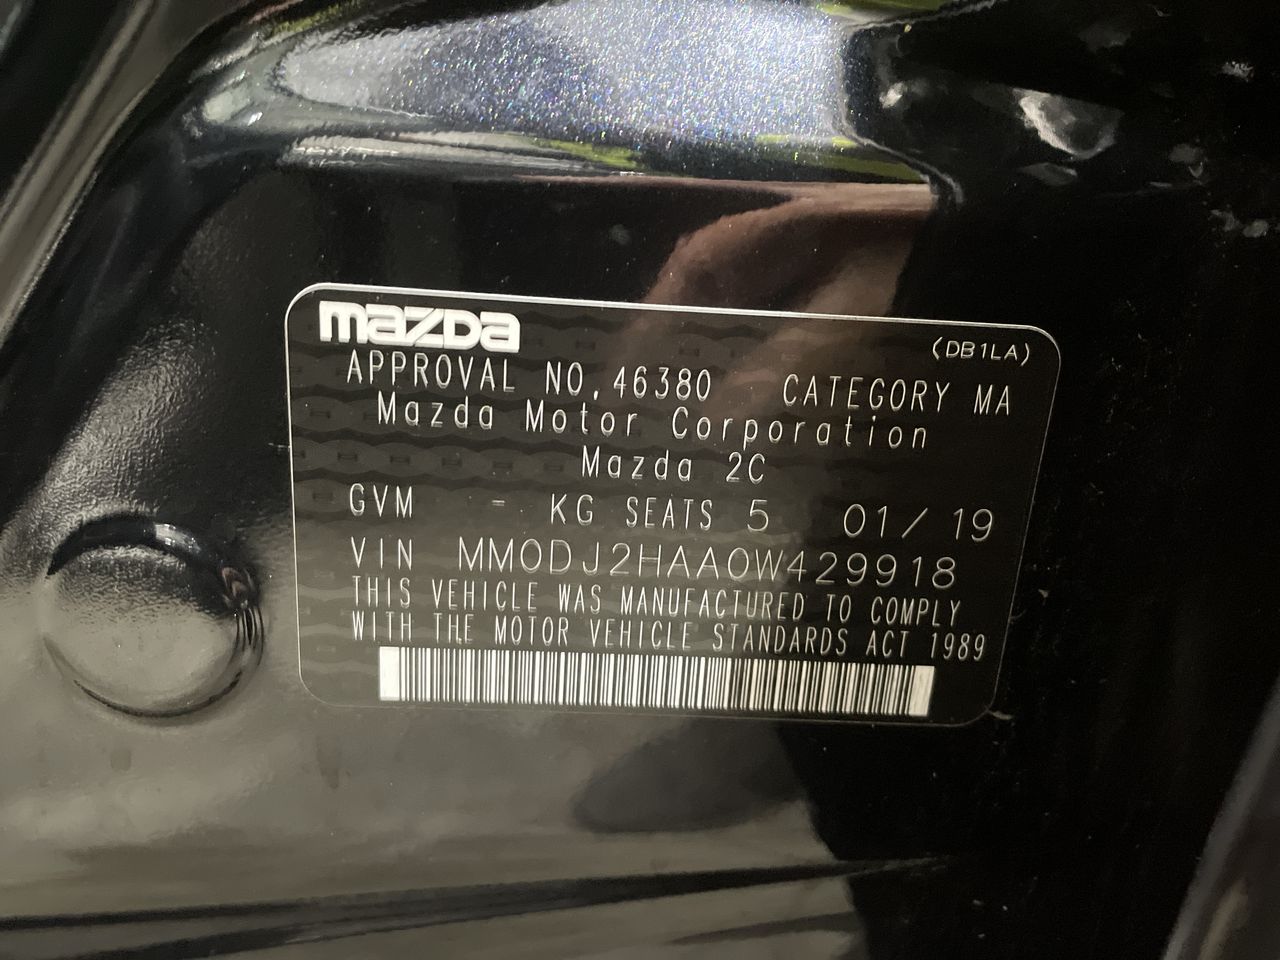 mazda
(DB1LA)
APPROVAL NO. 46380 CATEGORY MA
Mazda Motor Corporation
Mazda 2C
GVM - KG SEATS 5 01/19
VIN MM0DJ2HAA0W429918
THIS VEHICLE WAS MANUFACTURED TO COMPLY
WITH THE MOTOR VEHICLE STANDARDS ACT 1989